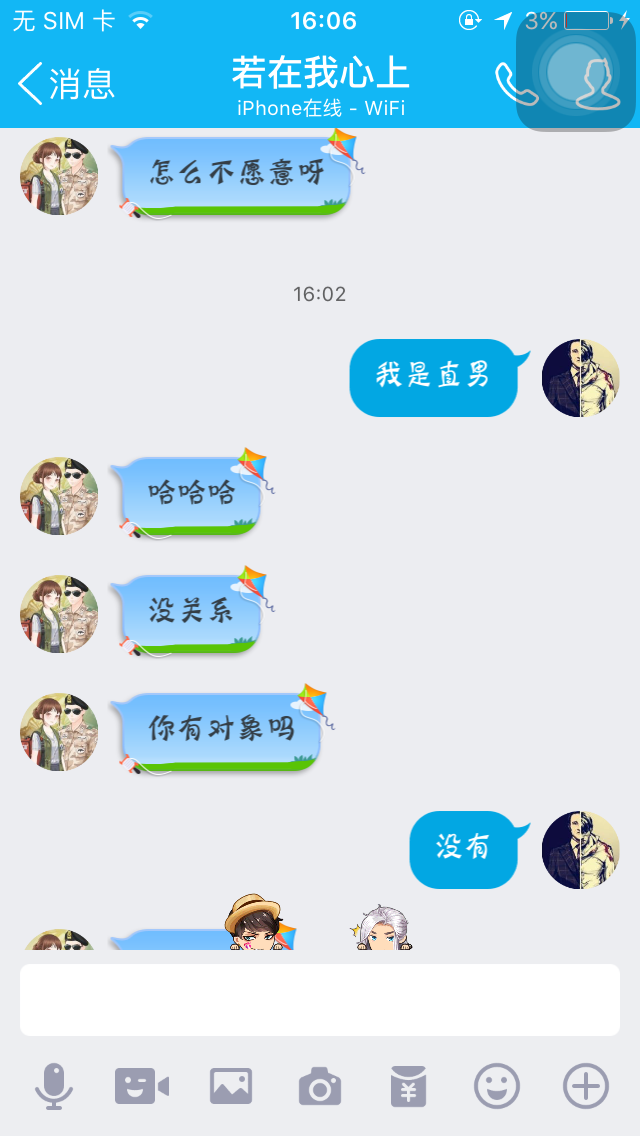 无 SIM 卡
16:06
3%
消息
若在我心上
iPhone在线 - WiFi
怎么不愿意呀
16:02
我是直男
哈哈哈
没关系
你有对象吗
没有
¥